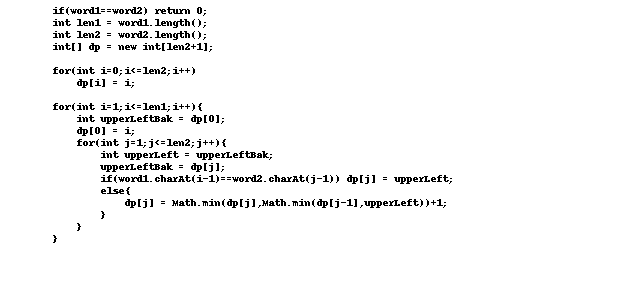 if(word1==word2) return 0;
int len1 = word1.length();
int len2 = word2.length();
int[] dp = new int[len2+1];
for(int i=0;i<=len2;i++)
dp[i] = i;
for(int i=1;i<=len1;i++){
int upperLeftBak = dp[0];
dp[0] = i;
for(int j=1;j<=len2;j++){
int upperLeft = upperLeftBak;
upperLeftBak = dp[j];
if(word1.charAt(i-1)==word2.charAt(j-1)) dp[j] = upperLeft;
else{
dp[j] = Math.min(dp[j],Math.min(dp[j-1],upperLeft))+1;
}
}
}